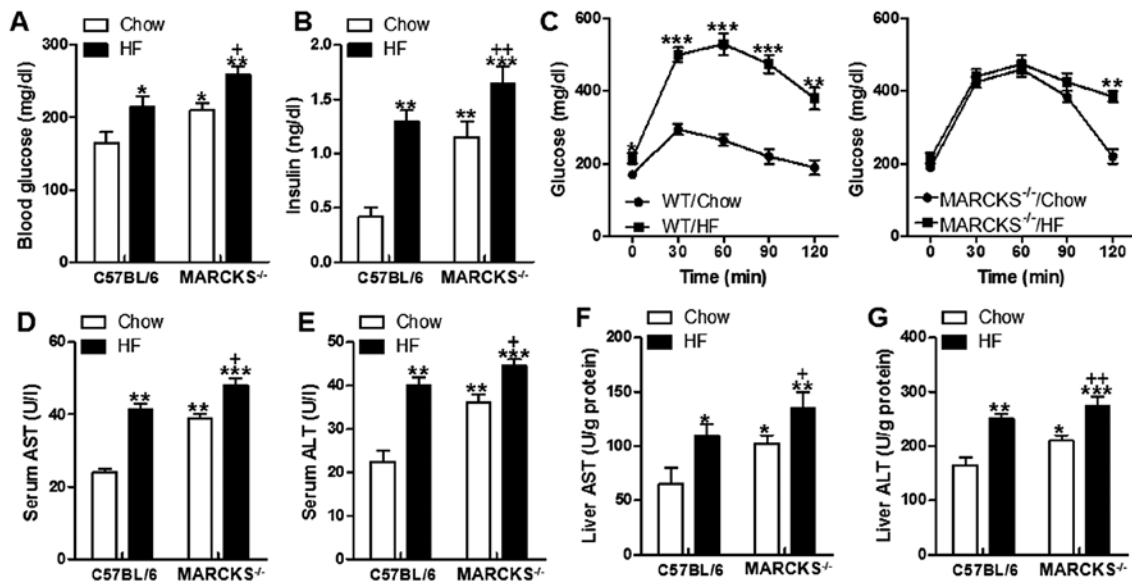 A
Chow
HF
Blood glucose (mg/dl)
300
200
100
0
*
*
+
**
C57BL/6
MARCKS-/-
B
Chow
HF
Insulin (ng/dl)
2.0
1.6
1.2
0.8
0.4
0.0
**
**
++
***
C57BL/6
MARCKS-/-
C
Glucose (mg/dl)
600
400
200
0
*
***
***
***
**
WT/Chow
WT/HF
0 30 60 90 120
Time (min)
Glucose (mg/dl)
600
400
200
0
**
MARCKS-/-/Chow
MARCKS-/-/HF
0 30 60 90 120
Time (min)
D
Chow
HF
Serum AST (U/l)
60
40
20
0
**
**
+
***
C57BL/6
MARCKS-/-
E
Chow
HF
Serum ALT (U/l)
50
40
30
20
10
0
**
**
+
***
C57BL/6
MARCKS-/-
F
Chow
HF
Liver AST (U/g protein)
200
150
100
50
0
*
*
+
**
C57BL/6
MARCKS-/-
G
Chow
HF
Liver ALT (U/g protein)
400
300
200
100
0
**
*
++
***
C57BL/6
MARCKS-/-